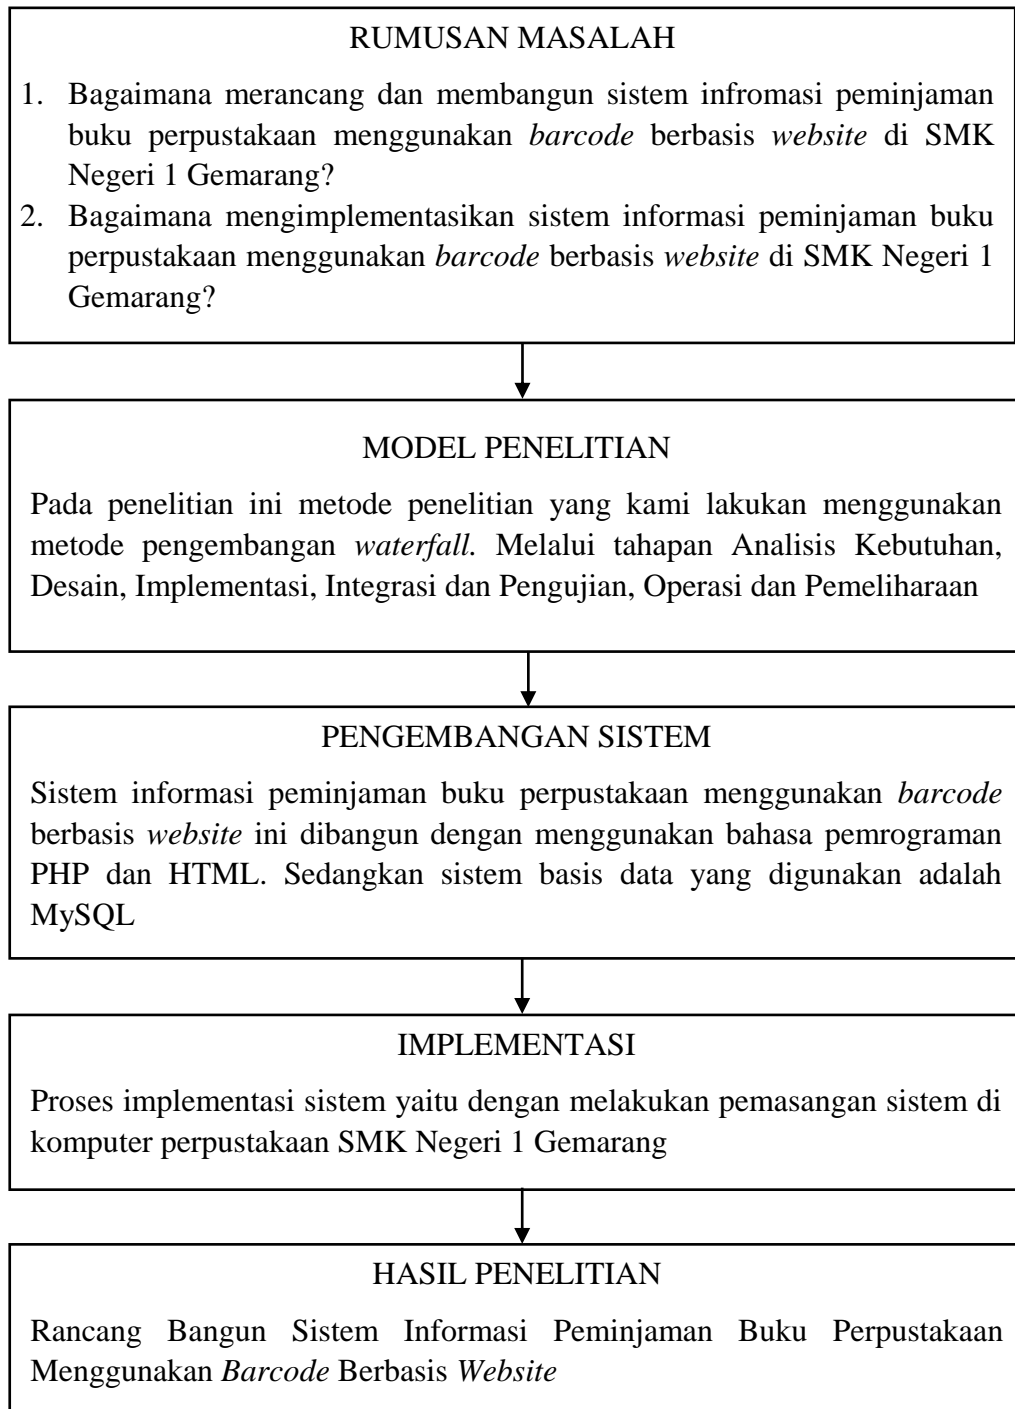 RUMUSAN MASALAH
1. Bagaimana merancang dan membangun sistem infromasi peminjaman
buku perpustakaan menggunakan barcode berbasis website di SMK
Negeri 1 Gemarang?
2. Bagaimana mengimplementasikan sistem informasi peminjaman buku
perpustakaan menggunakan barcode berbasis website di SMK Negeri 1
Gemarang?
MODEL PENELITIAN
Pada penelitian ini metode penelitian yang kami lakukan menggunakan
metode pengembangan waterfall. Melalui tahapan Analisis Kebutuhan,
Desain, Implementasi, Integrasi dan Pengujian, Operasi dan Pemeliharaan
PENGEMBANGAN SISTEM
Sistem informasi peminjaman buku perpustakaan menggunakan barcode
berbasis website ini dibangun dengan menggunakan bahasa pemrograman
PHP dan HTML. Sedangkan sistem basis data yang digunakan adalah
MySQL
IMPLEMENTASI
Proses implementasi sistem yaitu dengan melakukan pemasangan sistem di
komputer perpustakaan SMK Negeri 1 Gemarang
HASIL PENELITIAN
Rancang Bangun Sistem Informasi Peminjaman Buku Perpustakaan
Menggunakan Barcode Berbasis Website